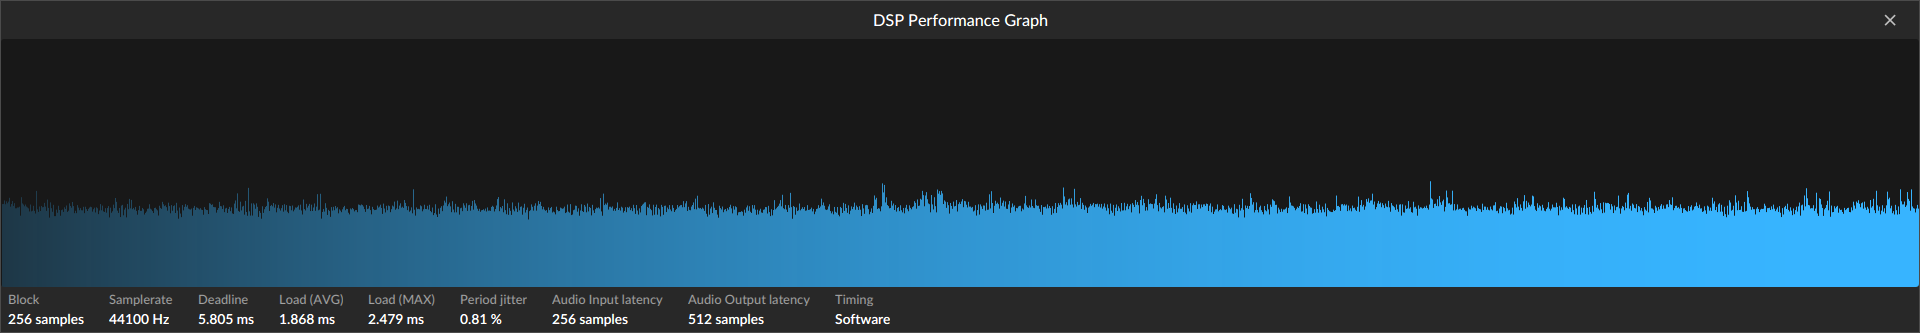 DSP Performance Graph
Block Samplerate Deadline Load (AVG) Load (MAX) Period jitter Audio Input latency Audio Output latency Timing
256 samples 44100 Hz 5.805 ms 1.868 ms 2.479 ms 0.81 % 256 samples 512 samples Software